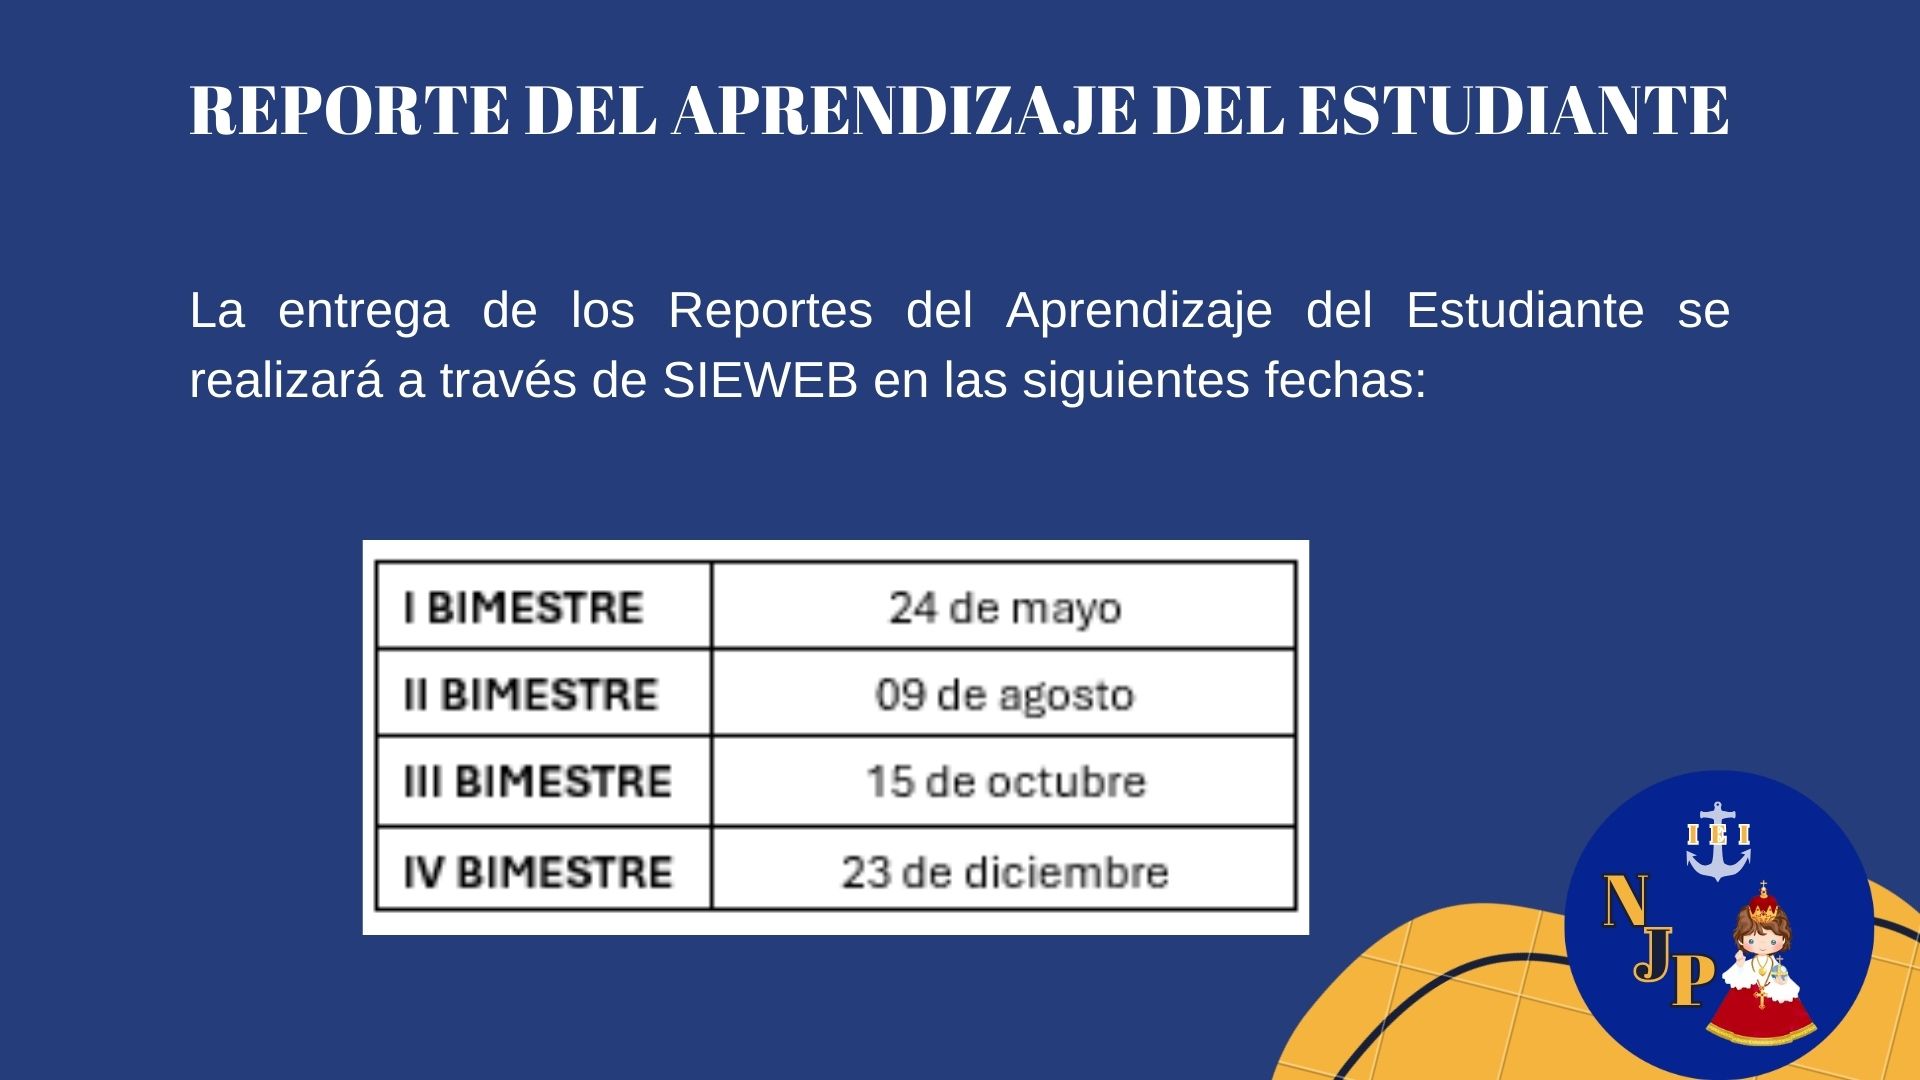 REPORTE DEL APRENDIZAJE DEL ESTUDIANTE
La entrega de los Reportes del Aprendizaje del Estudiante se
realizará a través de SIEWEB en las siguientes fechas:
I BIMESTRE 24 de mayo
II BIMESTRE 09 de agosto
III BIMESTRE 15 de octubre
IV BIMESTRE 23 de diciembre
I E I
N
J
P